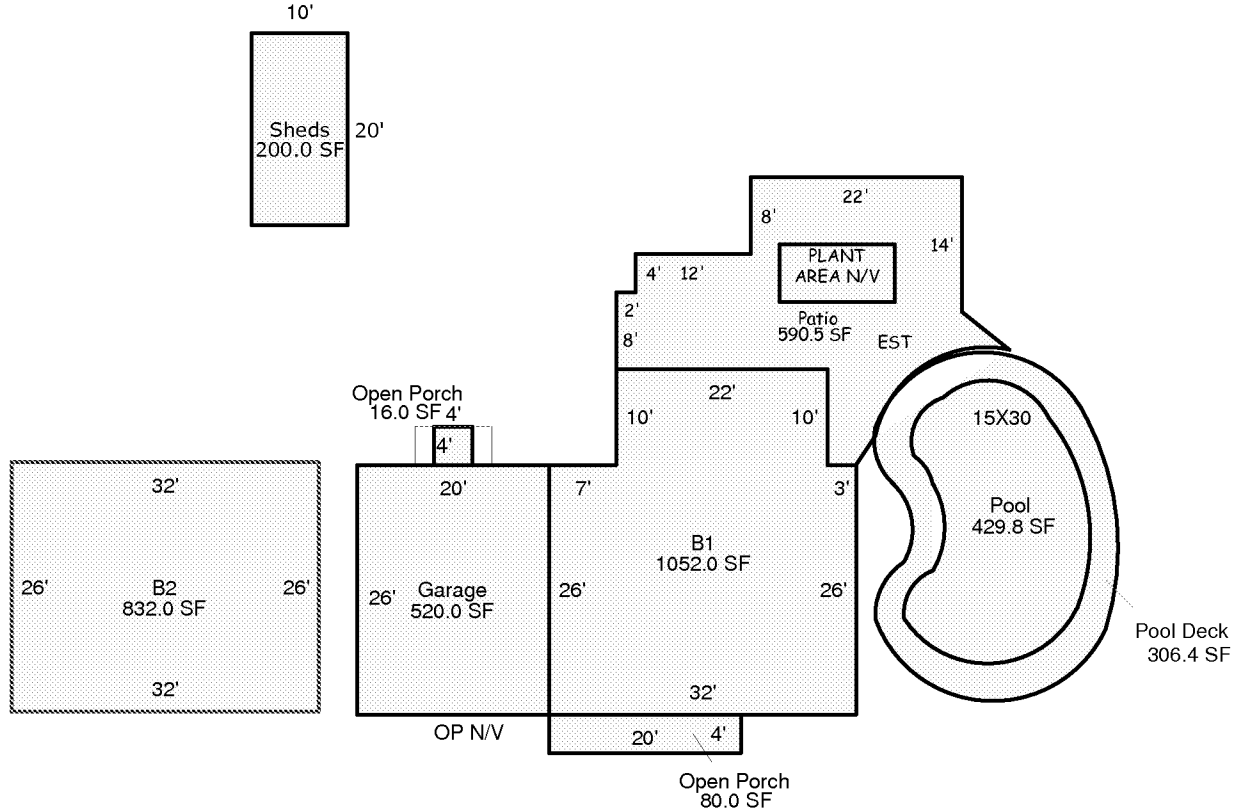 10'
Sheds
200.0 SF
20'
22'
8'
14'
PLANT
AREA N/V
4' 12'
2'
8'
Patio
590.5 SF
EST
Open Porch
16.0 SF 4'
4'
22'
10' 10'
15X30
32'
26' 26'
B2
832.0 SF
32'
20'
26'
Garage
520.0 SF
7' 3'
B1
1052.0 SF
26' 26'
32'
Pool
429.8 SF
Pool Deck
306.4 SF
OP N/V
20' 4'
Open Porch
80.0 SF